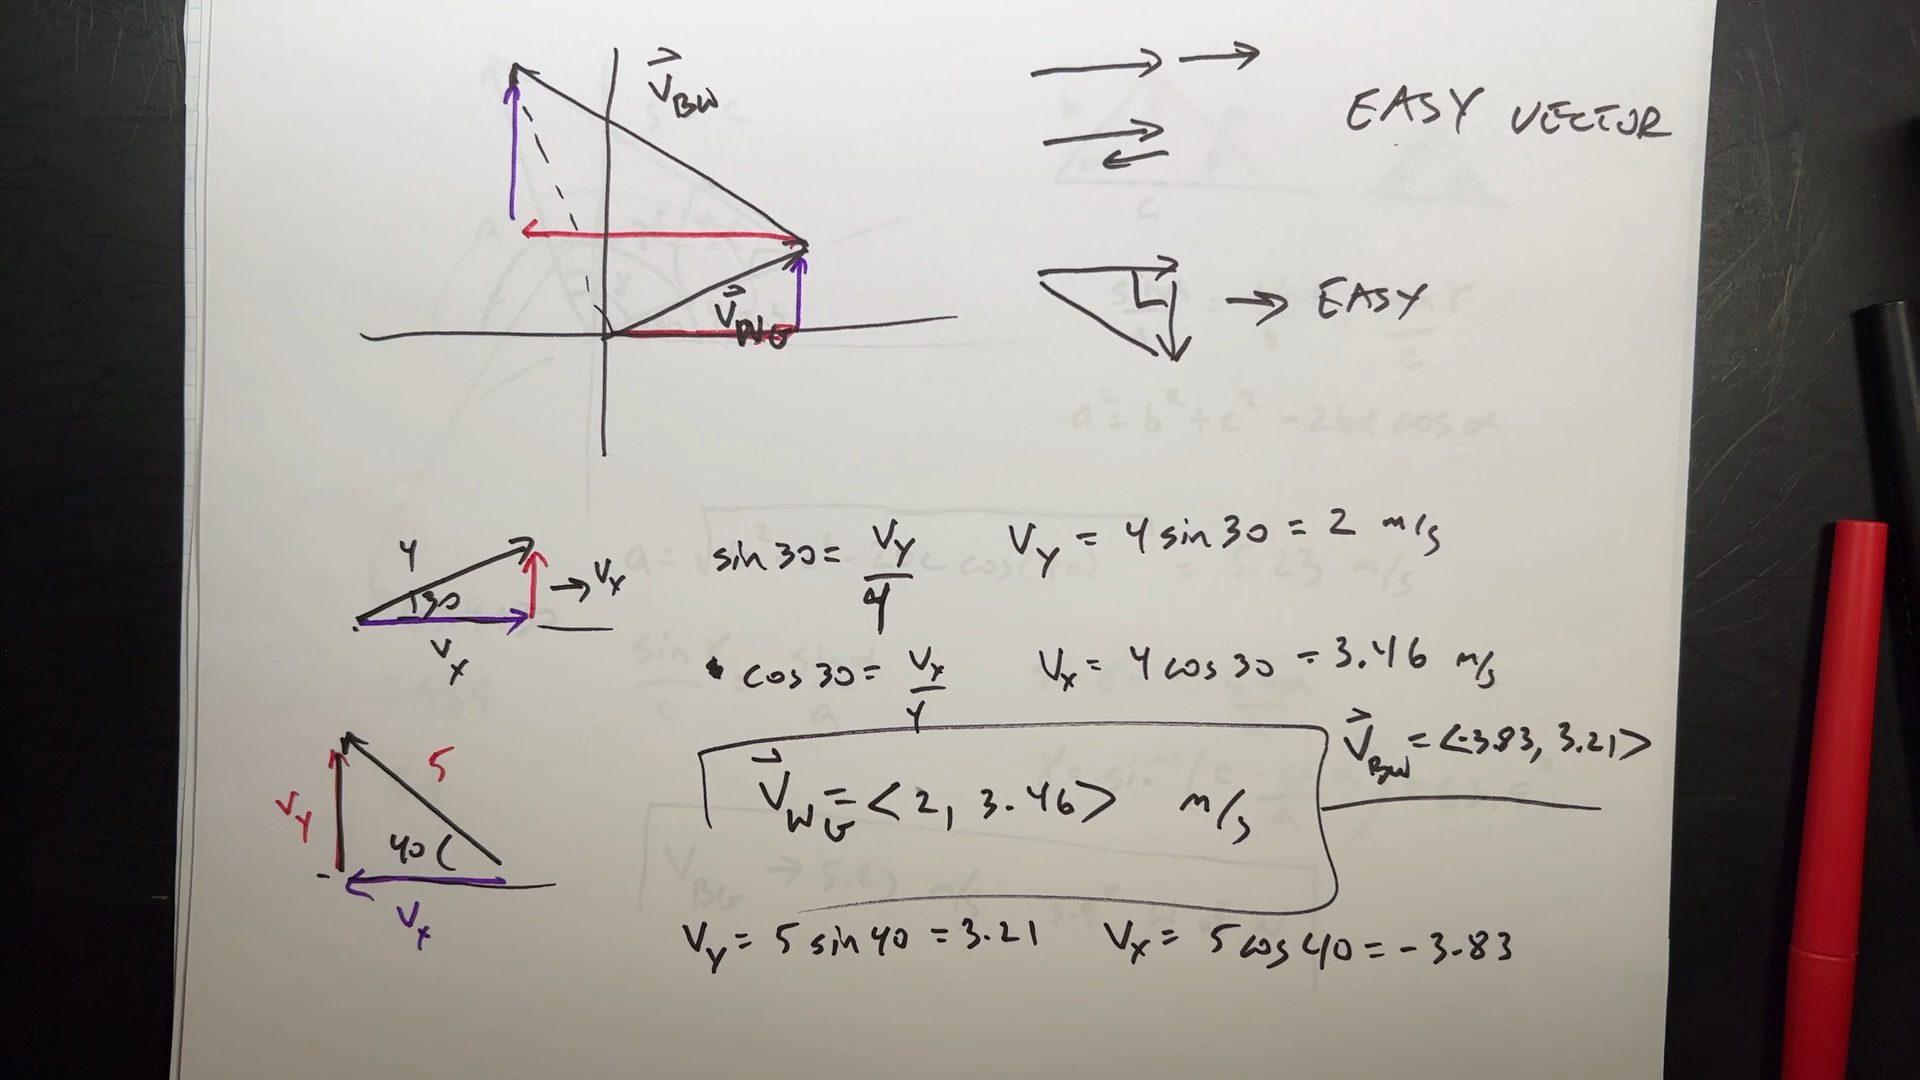 V⃗BW
EASY VECTOR
V⃗WG
→ EASY
4
30
Vx
→ Vx
sin 30 = Vy/4
Vy = 4 sin 30 = 2 m/s
cos 30 = Vx/4
Vx = 4 cos 30 = 3.46 m/s
V⃗BW = <-3.83, 3.21>
V⃗WG = <2, 3.46> m/s
5
Vy
40
Vx
Vy = 5 sin 40 = 3.21
Vx = 5 cos 40 = -3.83